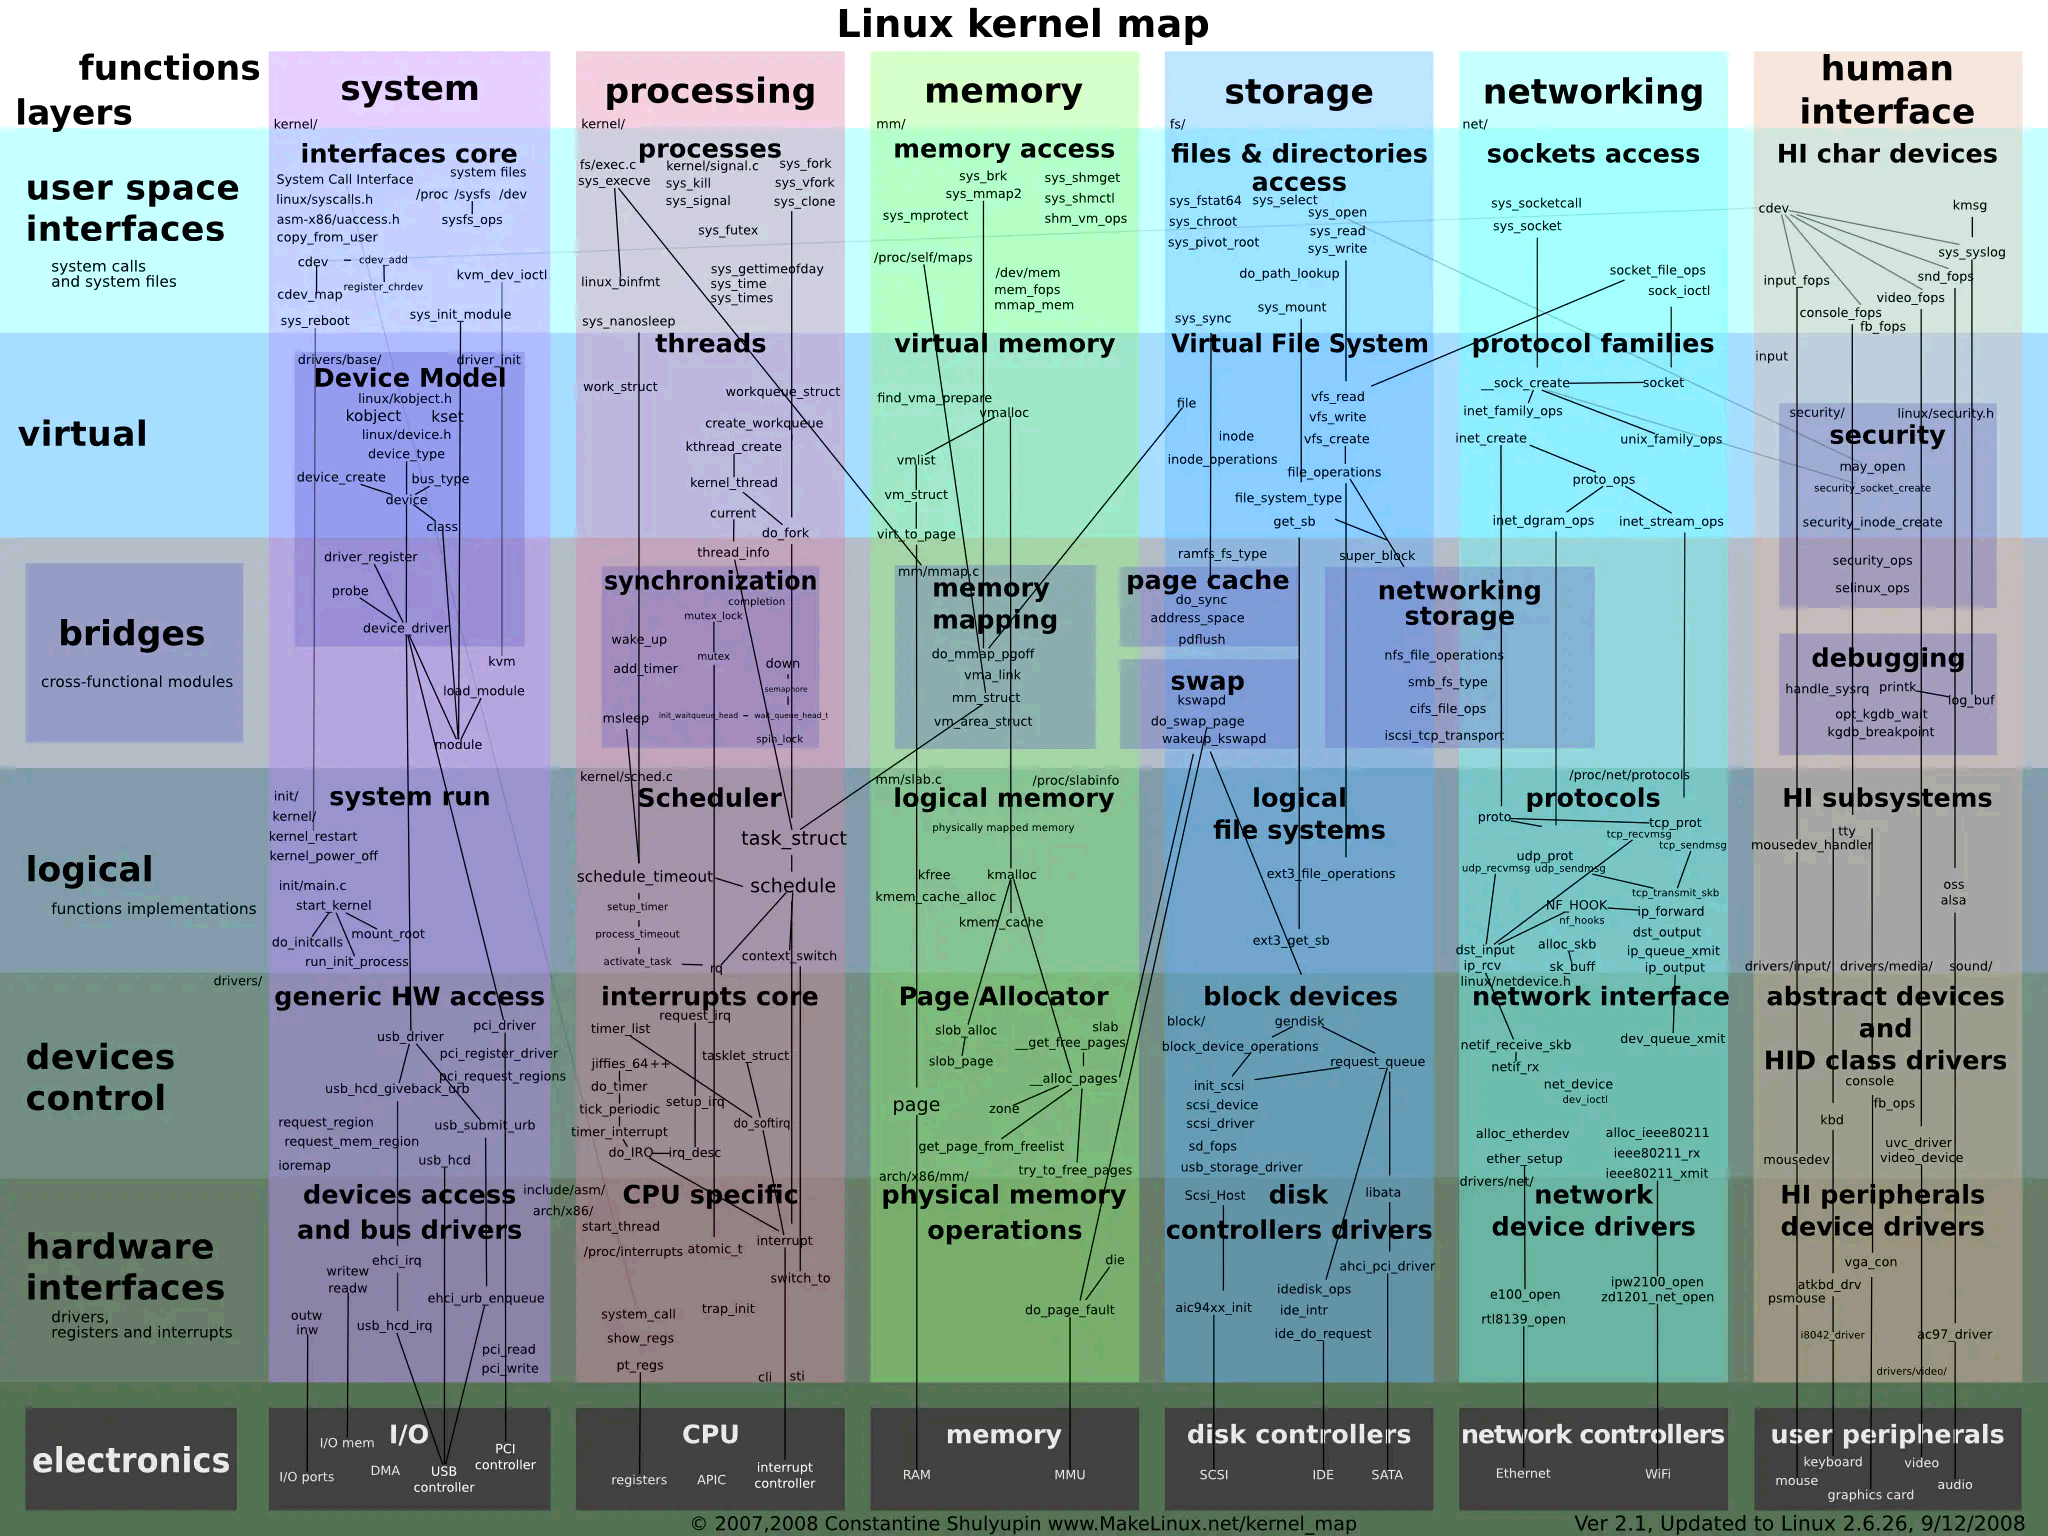 Linux kernel map
functions
layers
system
processing
memory
storage
networking
human
interface
kernel/
kernel/
mm/
fs/
net/
user space
interfaces
system calls
and system files
interfaces core
System Call Interface
system files
linux/syscalls.h
/proc /sysfs /dev
asm-x86/uaccess.h
sysfs_ops
copy_from_user
cdev
cdev_add
kvm_dev_ioctl
cdev_map
register_chrdev
sys_reboot
sys_init_module
processes
fs/exec.c
kernel/signal.c
sys_fork
sys_execve
sys_kill
sys_vfork
sys_signal
sys_clone
sys_futex
sys_gettimeofday
linux_binfmt
sys_time
sys_times
sys_nanosleep
memory access
sys_brk
sys_shmget
sys_mmap2
sys_shmctl
sys_mprotect
shm_vm_ops
/proc/self/maps
/dev/mem
mem_fops
mmap_mem
files & directories
access
sys_fstat64
sys_select
sys_chroot
sys_open
sys_read
sys_pivot_root
sys_write
do_path_lookup
sys_mount
sys_sync
sockets access
sys_socketcall
sys_socket
socket_file_ops
sock_ioctl
HI char devices
cdev
kmsg
sys_syslog
input_fops
snd_fops
video_fops
console_fops
fb_fops
virtual
drivers/base/
driver_init
Device Model
linux/kobject.h
kobject
kset
linux/device.h
device_type
device_create
bus_type
device
class
driver_register
probe
device_driver
kvm
load_module
module
threads
work_struct
workqueue_struct
create_workqueue
kthread_create
kernel_thread
current
do_fork
thread_info
virtual memory
find_vma_prepare
vmalloc
vmlist
vm_struct
virt_to_page
Virtual File System
file
vfs_read
vfs_write
inode
vfs_create
inode_operations
file_operations
file_system_type
get_sb
ramfs_fs_type
super_block
protocol families
__sock_create
socket
inet_family_ops
inet_create
unix_family_ops
proto_ops
inet_dgram_ops
inet_stream_ops
input
security/
linux/security.h
security
may_open
security_socket_create
security_inode_create
security_ops
selinux_ops
bridges
cross-functional modules
synchronization
completion
mutex_lock
wake_up
mutex
add_timer
down
semaphore
msleep
init_waitqueue_head
wait_queue_head_t
spin_lock
mm/mmap.c
memory
mapping
do_mmap_pgoff
vma_link
mm_struct
vm_area_struct
page cache
do_sync
address_space
pdflush
swap
kswapd
do_swap_page
wakeup_kswapd
networking
storage
nfs_file_operations
smb_fs_type
cifs_file_ops
iscsi_tcp_transport
debugging
handle_sysrq
printk
log_buf
opt_kgdb_wait
kgdb_breakpoint
logical
functions implementations
system run
init/
kernel/
kernel_restart
kernel_power_off
init/main.c
start_kernel
do_initcalls
mount_root
run_init_process
kernel/sched.c
Scheduler
task_struct
schedule_timeout
schedule
setup_timer
process_timeout
activate_task
rq
context_switch
mm/slab.c
/proc/slabinfo
logical memory
physically mapped memory
kfree
kmalloc
kmem_cache_alloc
kmem_cache
logical
file systems
ext3_file_operations
ext3_get_sb
/proc/net/protocols
protocols
proto
tcp_prot
tcp_recvmsg
tcp_sendmsg
udp_prot
udp_recvmsg
udp_sendmsg
tcp_transmit_skb
NF_HOOK
nf_hooks
ip_forward
dst_output
dst_input
alloc_skb
ip_queue_xmit
ip_rcv
sk_buff
ip_output
HI subsystems
tty
mousedev_handler
oss
alsa
drivers/input/
drivers/media/
sound/
drivers/
devices
control
generic HW access
usb_driver
pci_driver
pci_register_driver
pci_request_regions
usb_hcd_giveback_urb
request_region
usb_submit_urb
request_mem_region
ioremap
usb_hcd
interrupts core
request_irq
timer_list
jiffies_64++
tasklet_struct
do_timer
setup_irq
tick_periodic
do_softirq
timer_interrupt
do_IRQ
irq_desc
Page Allocator
slob_alloc
slab
__get_free_pages
slob_page
__alloc_pages
page
zone
get_page_from_freelist
try_to_free_pages
arch/x86/mm/
block devices
block/
gendisk
block_device_operations
request_queue
init_scsi
scsi_device
scsi_driver
sd_fops
usb_storage_driver
linux/netdevice.h
network interface
dev_queue_xmit
netif_receive_skb
netif_rx
net_device
dev_ioctl
alloc_etherdev
alloc_ieee80211
ether_setup
ieee80211_rx
ieee80211_xmit
drivers/net/
abstract devices
and
HID class drivers
console
fb_ops
kbd
uvc_driver
video_device
mousedev
hardware
interfaces
drivers,
registers and interrupts
devices access
and bus drivers
include/asm/
arch/x86/
ehci_irq
writew
readw
ehci_urb_enqueue
outw
inw
usb_hcd_irq
pci_read
pci_write
CPU specific
start_thread
/proc/interrupts
atomic_t
interrupt
switch_to
system_call
trap_init
show_regs
pt_regs
cli
sti
physical memory
operations
die
do_page_fault
Scsi_Host
disk
libata
controllers drivers
ahci_pci_driver
idedisk_ops
aic94xx_init
ide_intr
ide_do_request
network
device drivers
e100_open
ipw2100_open
zd1201_net_open
rtl8139_open
HI peripherals
device drivers
vga_con
atkbd_drv
psmouse
i8042_driver
ac97_driver
drivers/video/
electronics
I/O
I/O mem
I/O ports
DMA
USB
controller
PCI
controller
CPU
registers
APIC
interrupt
controller
memory
RAM
MMU
disk controllers
SCSI
IDE
SATA
network controllers
Ethernet
WiFi
user peripherals
keyboard
video
mouse
audio
graphics card
© 2007,2008 Constantine Shulyupin www.MakeLinux.net/kernel_map
Ver 2.1, Updated to Linux 2.6.26, 9/12/2008